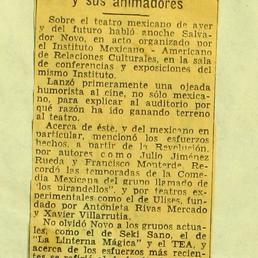 y sus animadores
Sobre el teatro mexicano de ayer
y del futuro habló anoche Salva-
dor Novo, en acto organizado por
el Instituto Mexicano - Americano
de Relaciones Culturales, en la sala
de conferencias y exposiciones del
mismo Instituto.
Lanzó primeramente una ojeada
humorista al cine, no sólo mexica-
no, para explicar al auditorio por
qué razón ha ido ganando terreno
al teatro.
Acerca de éste, y del mexicano en
particular, mencionó los esfuerzos
hechos, a partir de la Revolución,
por autores como Julio Jiménez
Rueda y Francisco Monterde. Re-
cordó las temporadas de la Come-
dia Mexicana del grupo llamado de
"los pirandellos", y por teatros ex-
perimentales como el de Ulises, fun-
dado por Antonieta Rivas Mercado
y Xavier Villarrutia.
No olvidó Novo a los grupos actua-
les, como el de Seki Sano, el de
"La Linterna Mágica" y el TEA, y
acerca de los esfuerzos más recien-